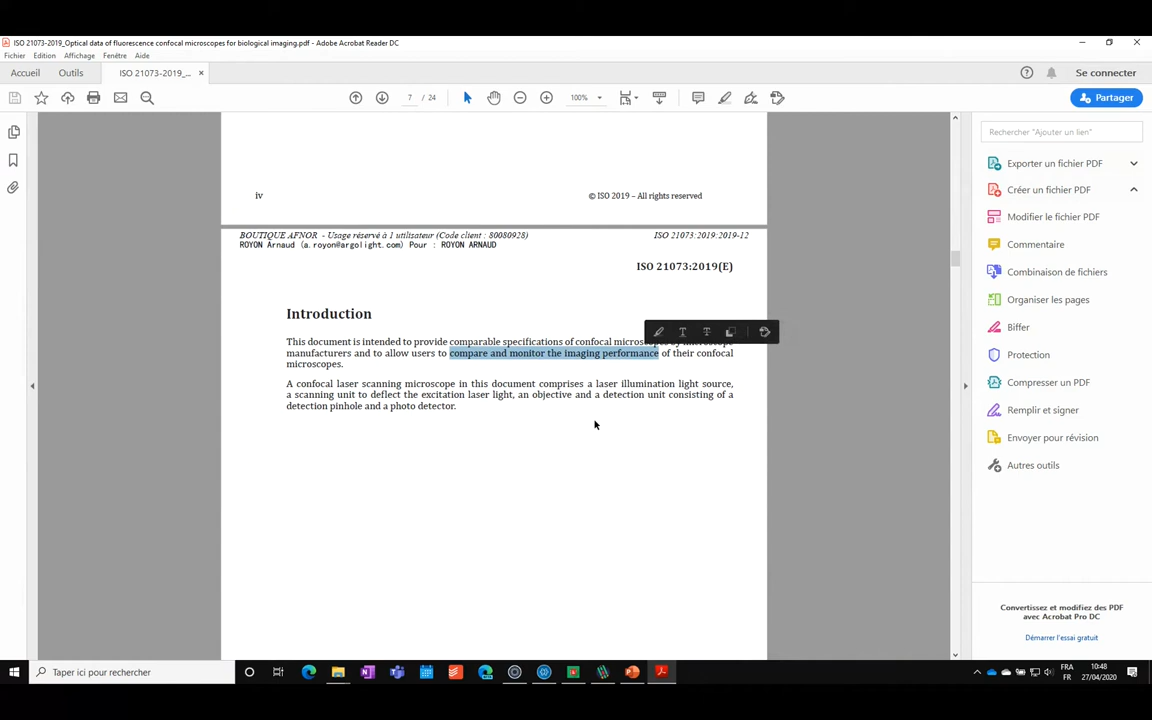 ISO 21073-2019_Optical data of fluorescence confocal microscopes for biological imaging.pdf - Adobe Acrobat Reader DC
Fichier Edition Affichage Fenêtre Aide
Accueil Outils ISO 21073-2019_... × Se connecter
7 / 24 100% Partager
iv © ISO 2019 – All rights reserved
BOUTIQUE AFNOR - Usage réservé à 1 utilisateur (Code client : 80080928) ISO 21073:2019:2019-12
ROYON Arnaud (a.royon@argolight.com) Pour : ROYON ARNAUD
ISO 21073:2019(E)
Introduction
This document is intended to provide comparable specifications of confocal microscopes by microscope
manufacturers and to allow users to compare and monitor the imaging performance of their confocal
microscopes.
A confocal laser scanning microscope in this document comprises a laser illumination light source,
a scanning unit to deflect the excitation laser light, an objective and a detection unit consisting of a
detection pinhole and a photo detector.
Rechercher "Ajouter un lien"
Exporter un fichier PDF
Créer un fichier PDF
Modifier le fichier PDF
Commentaire
Combinaison de fichiers
Organiser les pages
Biffer
Protection
Compresser un PDF
Remplir et signer
Envoyer pour révision
Autres outils
Convertissez et modifiez des PDF
avec Acrobat Pro DC
Démarrer l'essai gratuit
Taper ici pour rechercher
FRA
FR
10:48
27/04/2020